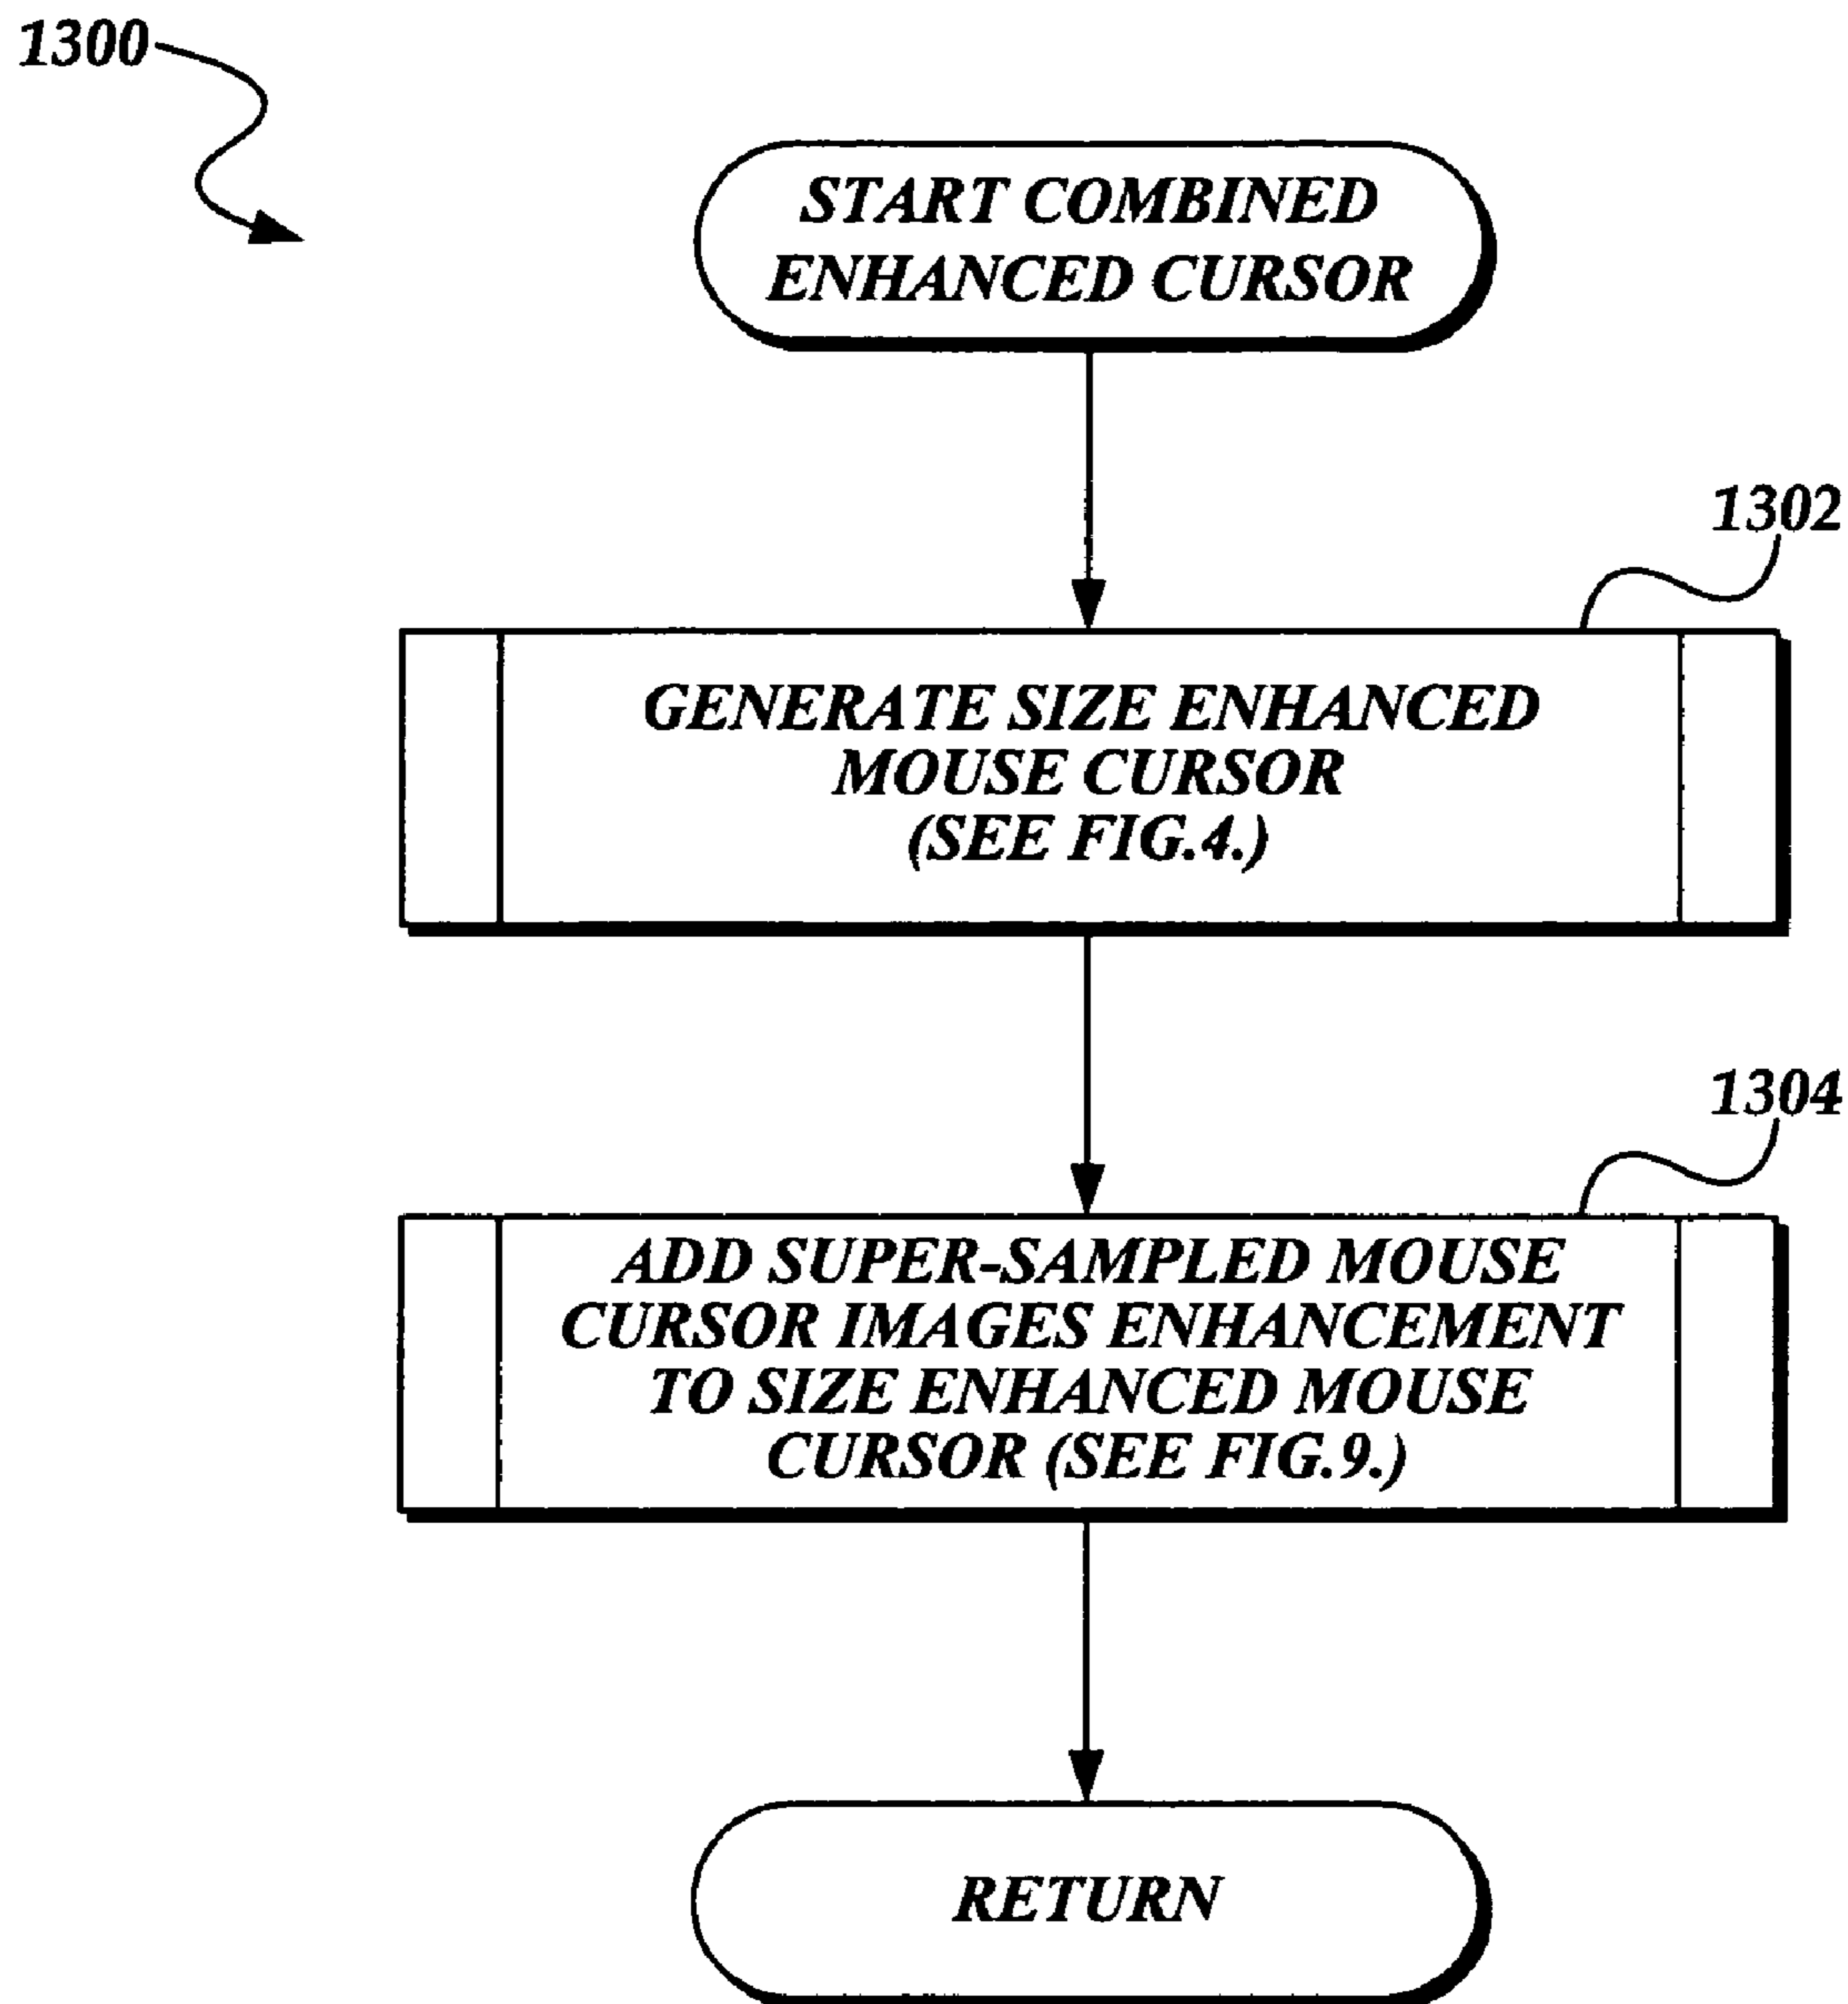 1300
START COMBINED
ENHANCED CURSOR
1302
GENERATE SIZE ENHANCED
MOUSE CURSOR
(SEE FIG.4.)
1304
ADD SUPER-SAMPLED MOUSE
CURSOR IMAGES ENHANCEMENT
TO SIZE ENHANCED MOUSE
CURSOR (SEE FIG.9.)
RETURN